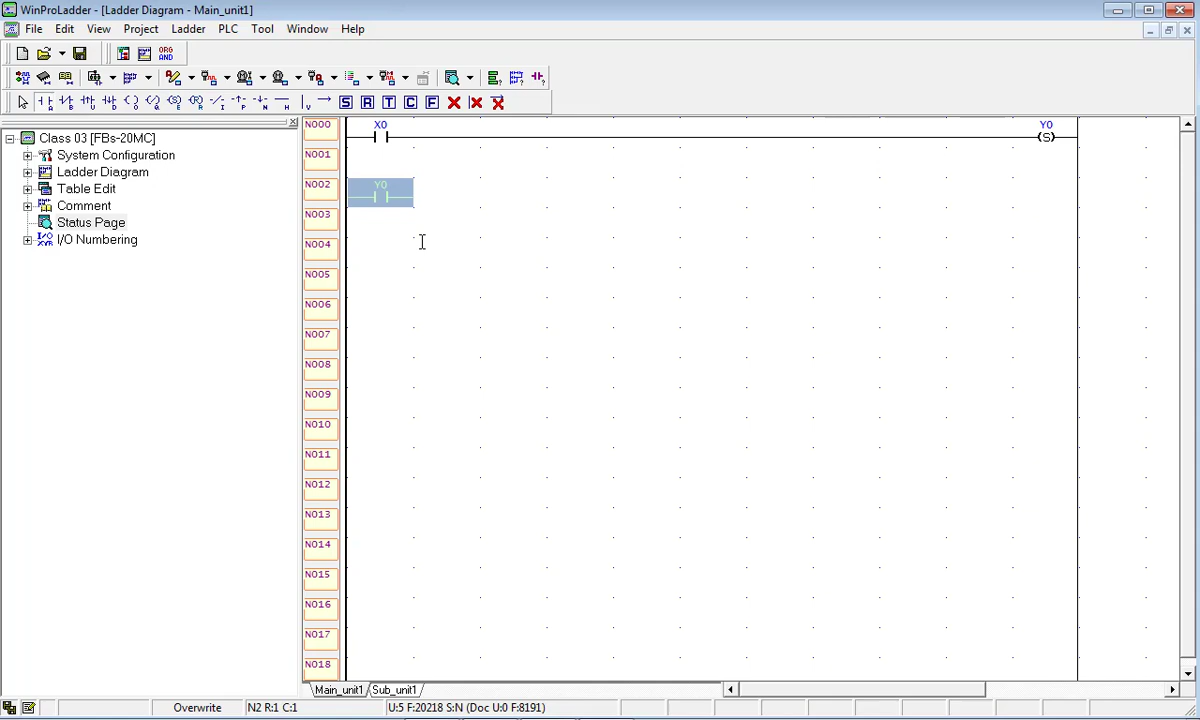 WinProLadder - [Ladder Diagram - Main_unit1]
File Edit View Project Ladder PLC Tool Window Help
ORG
AND
S R T C F
Class 03 [FBs-20MC]
System Configuration
Ladder Diagram
Table Edit
Comment
Status Page
I/O Numbering
N000 X0 Y0
(S)
N001
N002 Y0
N003
N004
N005
N006
N007
N008
N009
N010
N011
N012
N013
N014
N015
N016
N017
N018
Main_unit1 Sub_unit1
Overwrite N2 R:1 C:1 U:5 F:20218 S:N (Doc U:0 F:8191)